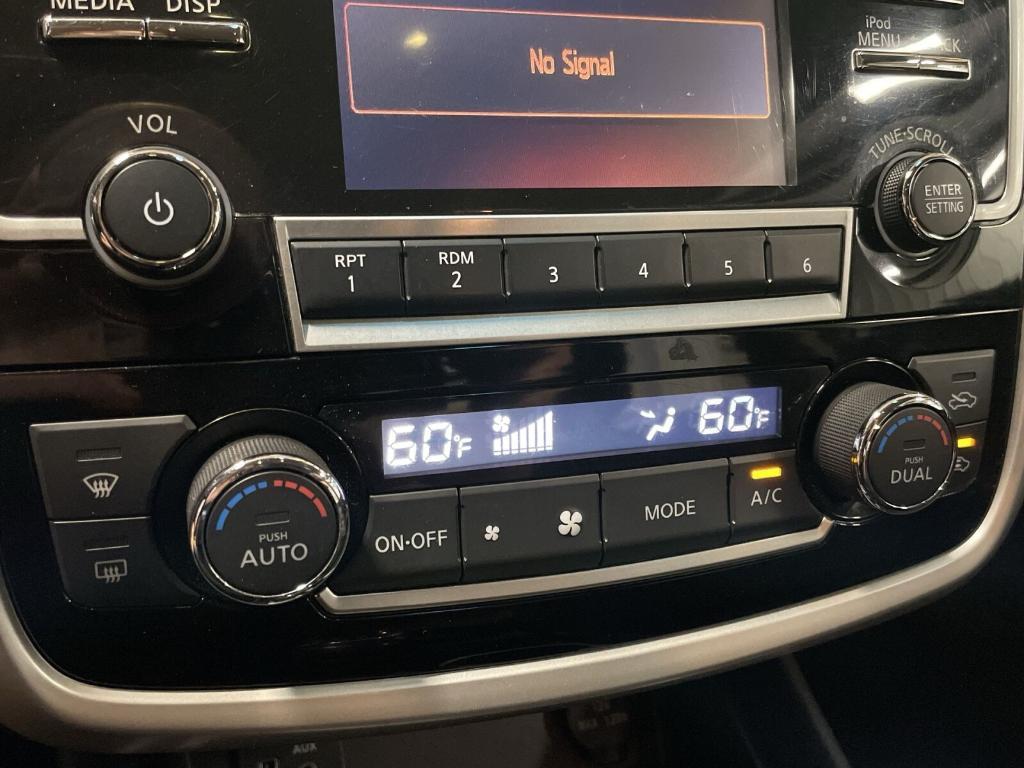 MEDIA DISP
No Signal
iPod
MENU
VOL
TUNE·SCROLL
ENTER
SETTING
RPT
1
RDM
2
3
4
5
6
60°F
60°F
PUSH
AUTO
ON·OFF
MODE
A/C
PUSH
DUAL
AUX